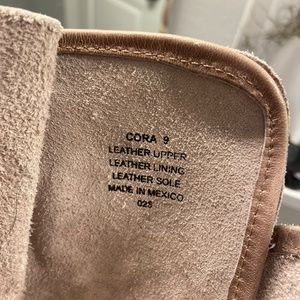 CORA 9
LEATHER UPPER
LEATHER LINING
LEATHER SOLE
MADE IN MEXICO
023